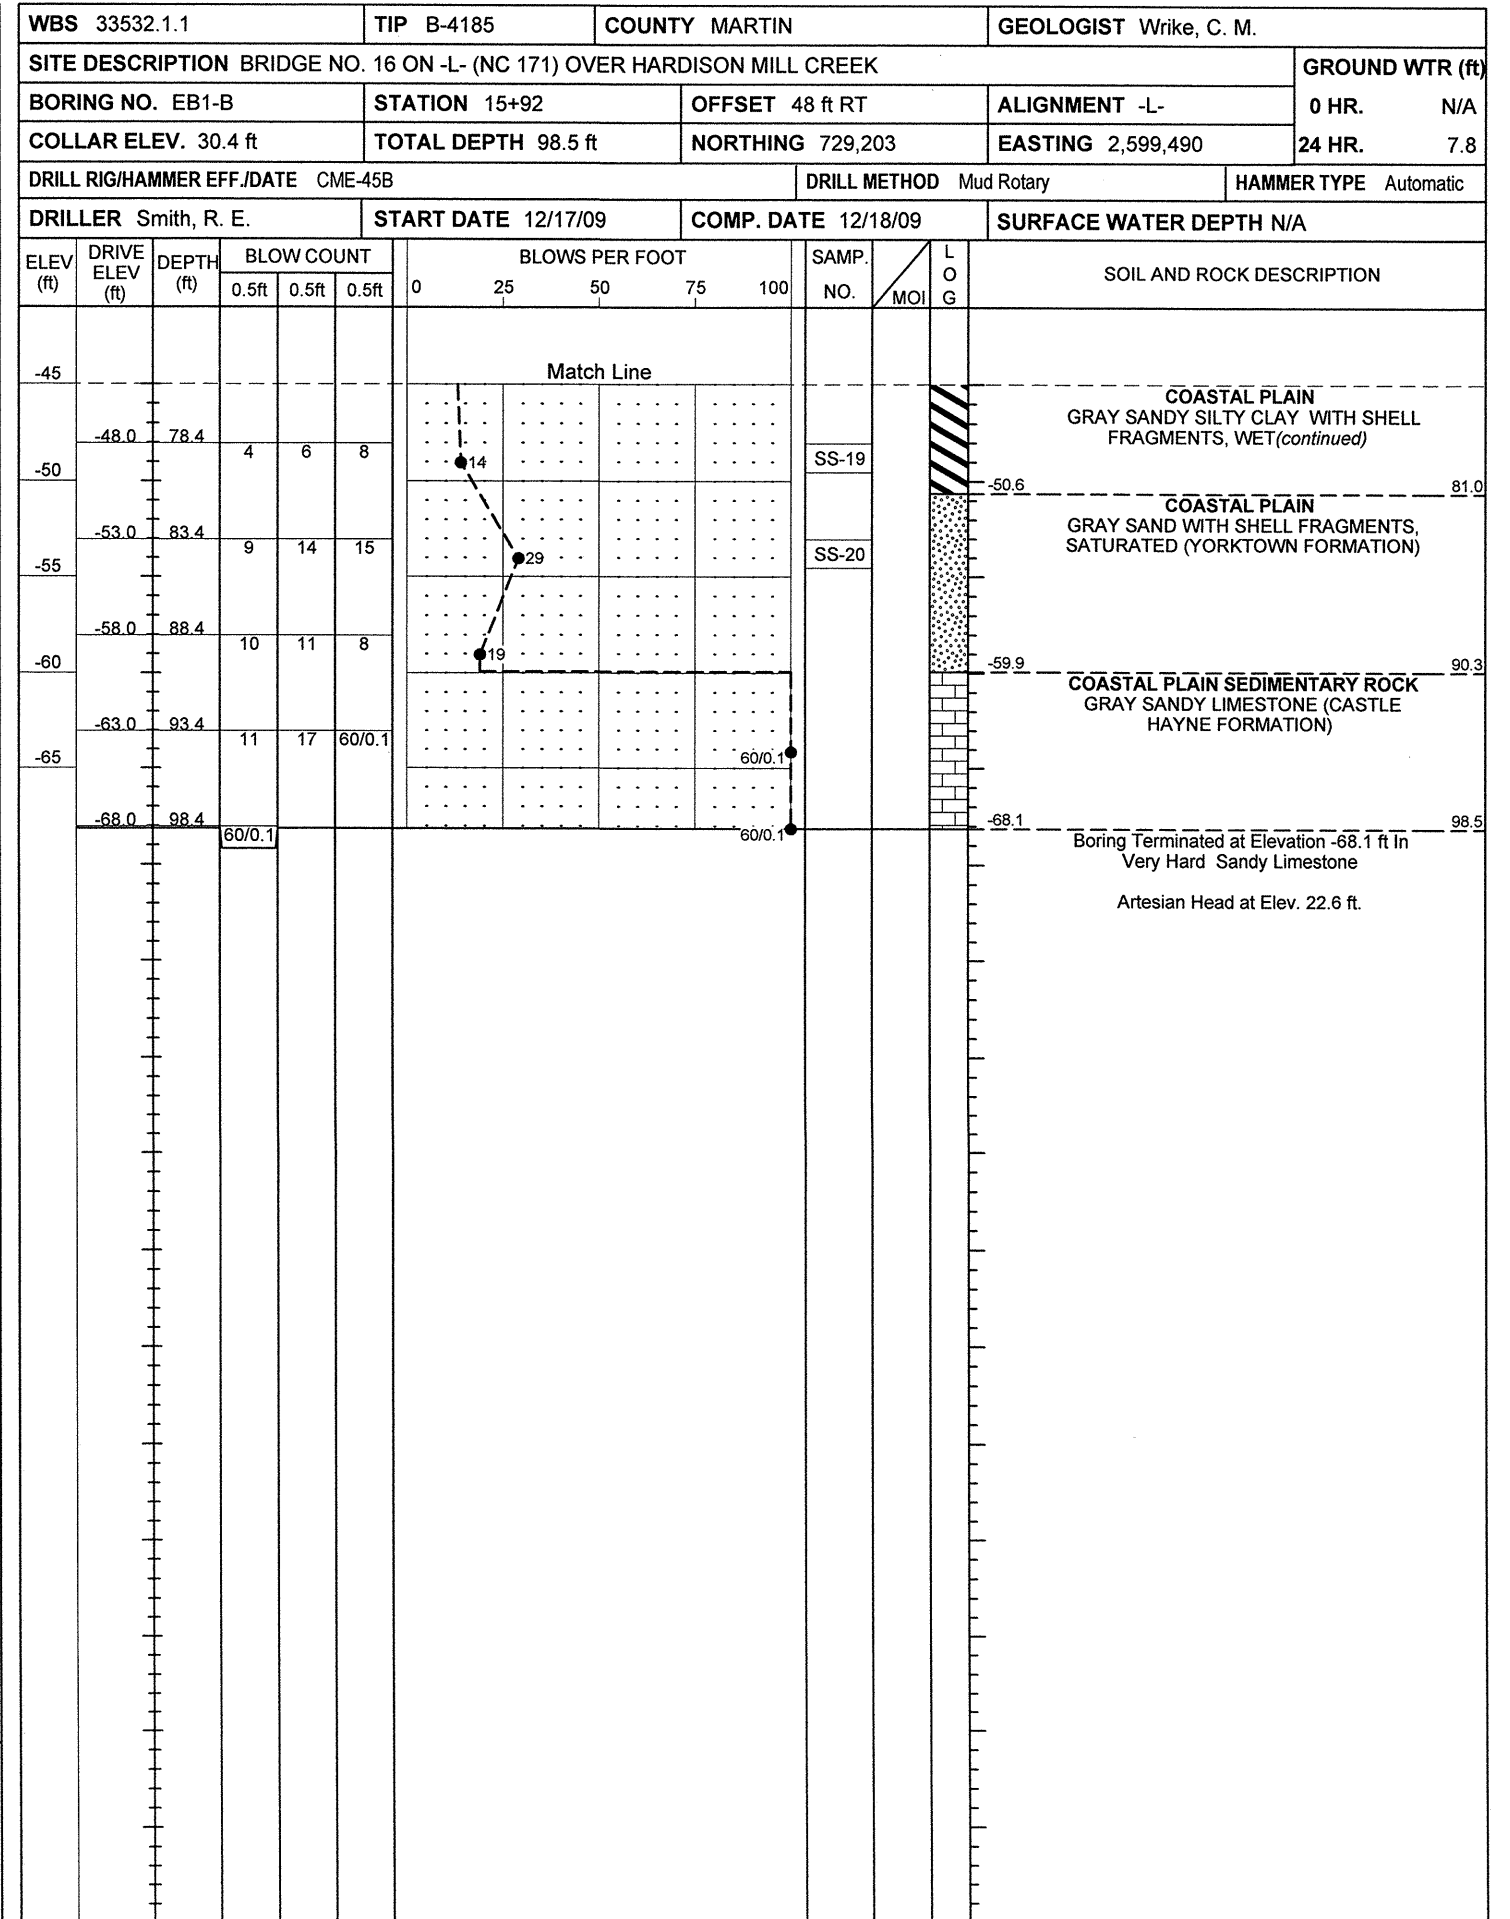 WBS 33532.1.1 TIP B-4185 COUNTY MARTIN GEOLOGIST Wrike, C. M.
SITE DESCRIPTION BRIDGE NO. 16 ON -L- (NC 171) OVER HARDISON MILL CREEK GROUND WTR (ft)
BORING NO. EB1-B STATION 15+92 OFFSET 48 ft RT ALIGNMENT -L- 0 HR. N/A
COLLAR ELEV. 30.4 ft TOTAL DEPTH 98.5 ft NORTHING 729,203 EASTING 2,599,490 24 HR. 7.8
DRILL RIG/HAMMER EFF./DATE CME-45B DRILL METHOD Mud Rotary HAMMER TYPE Automatic
DRILLER Smith, R. E. START DATE 12/17/09 COMP. DATE 12/18/09 SURFACE WATER DEPTH N/A
ELEV (ft) DRIVE ELEV (ft) DEPTH (ft) BLOW COUNT BLOWS PER FOOT SAMP. NO. MOI LOG SOIL AND ROCK DESCRIPTION
0.5ft 0.5ft 0.5ft 0 25 50 75 100
-45 Match Line
COASTAL PLAIN
GRAY SANDY SILTY CLAY WITH SHELL
FRAGMENTS, WET(continued)
-48.0 78.4
4 6 8 14 SS-19
-50
-50.6 81.0
COASTAL PLAIN
GRAY SAND WITH SHELL FRAGMENTS,
SATURATED (YORKTOWN FORMATION)
-53.0 83.4
9 14 15 29 SS-20
-55
-58.0 88.4
10 11 8 19
-60
-59.9 90.3
COASTAL PLAIN SEDIMENTARY ROCK
GRAY SANDY LIMESTONE (CASTLE
HAYNE FORMATION)
-63.0 93.4
11 17 60/0.1 60/0.1
-65
-68.0 98.4
-68.1 98.5
60/0.1 60/0.1
Boring Terminated at Elevation -68.1 ft In
Very Hard Sandy Limestone
Artesian Head at Elev. 22.6 ft.